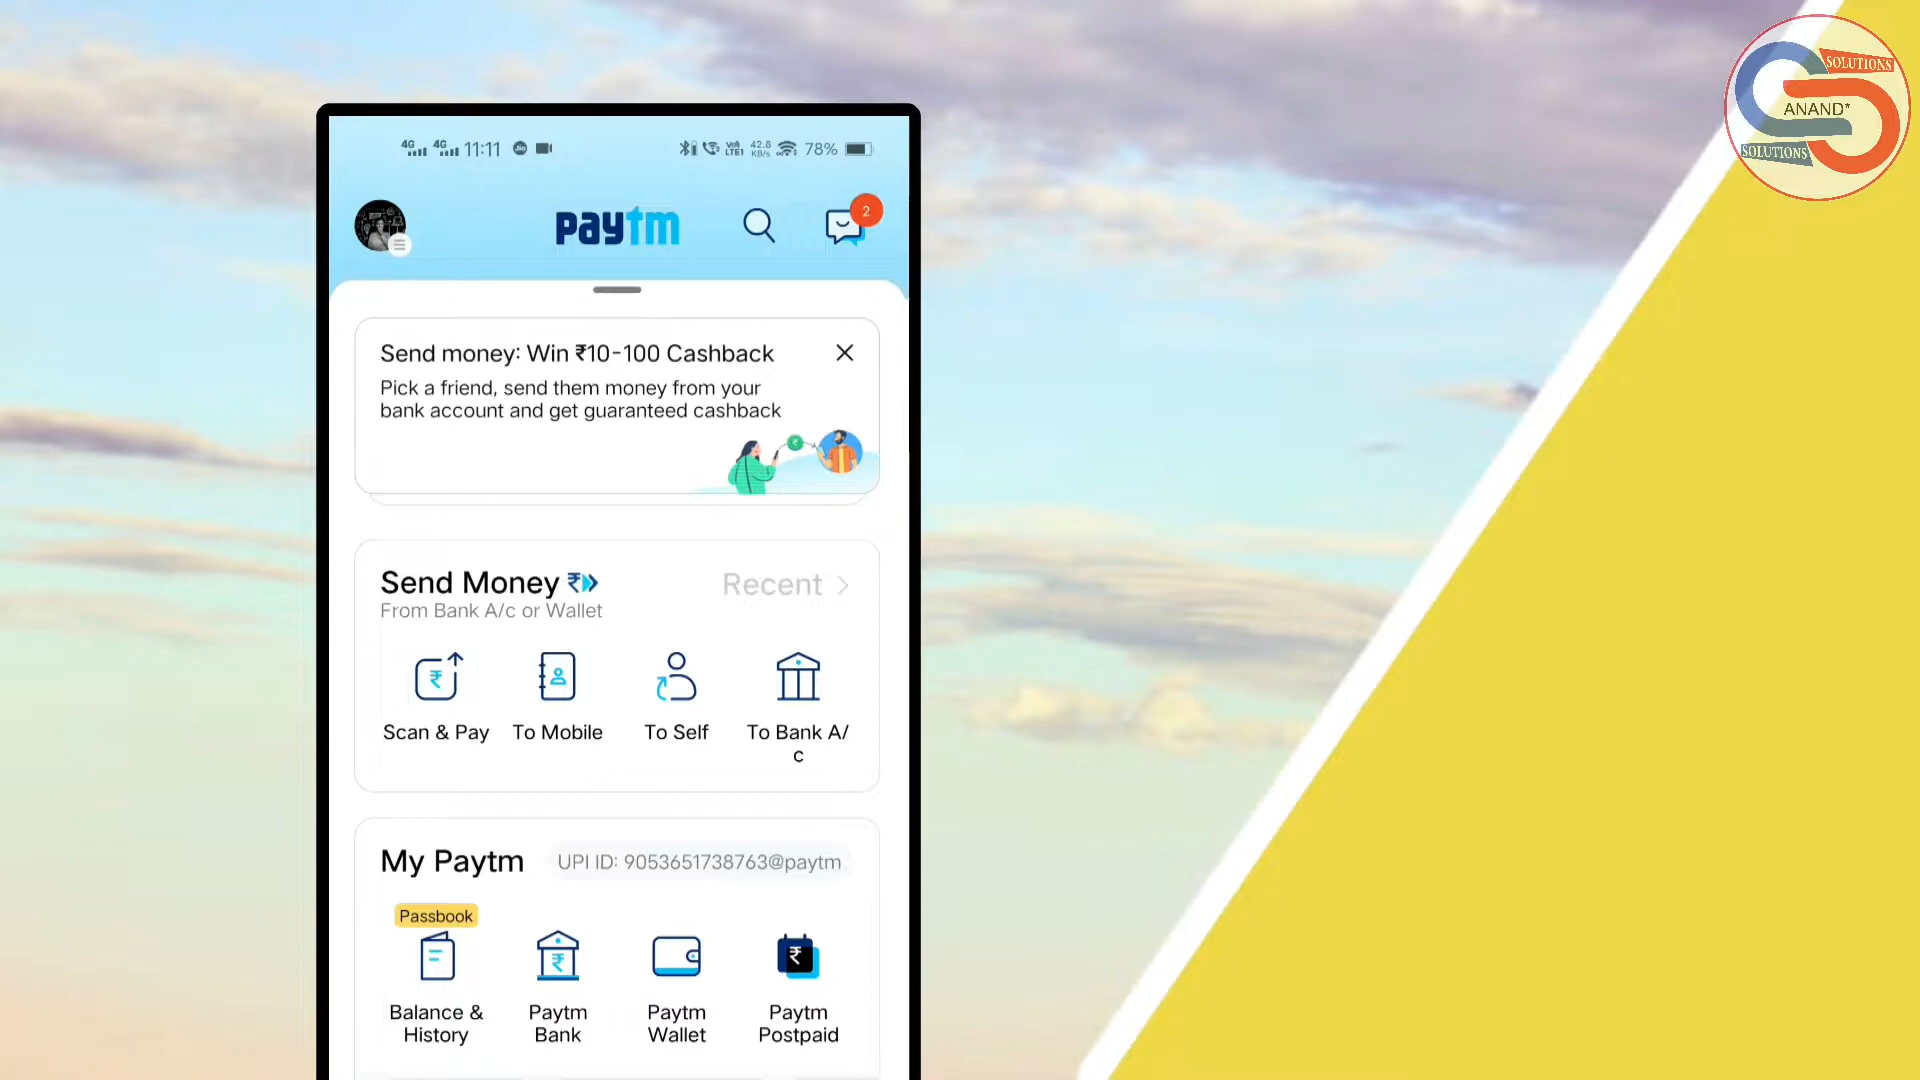 SOLUTIONS
ANAND*
SOLUTIONS
4G 4G 11:11 Jio VoI LTE1 42.8 KB/s 78%
paytm 2
Send money: Win ₹10-100 Cashback
Pick a friend, send them money from your
bank account and get guaranteed cashback
Send Money
Recent
From Bank A/c or Wallet
Scan & Pay
To Mobile
To Self
To Bank A/
c
My Paytm
UPI ID: 9053651738763@paytm
Passbook
Balance &
History
Paytm
Bank
Paytm
Wallet
Paytm
Postpaid